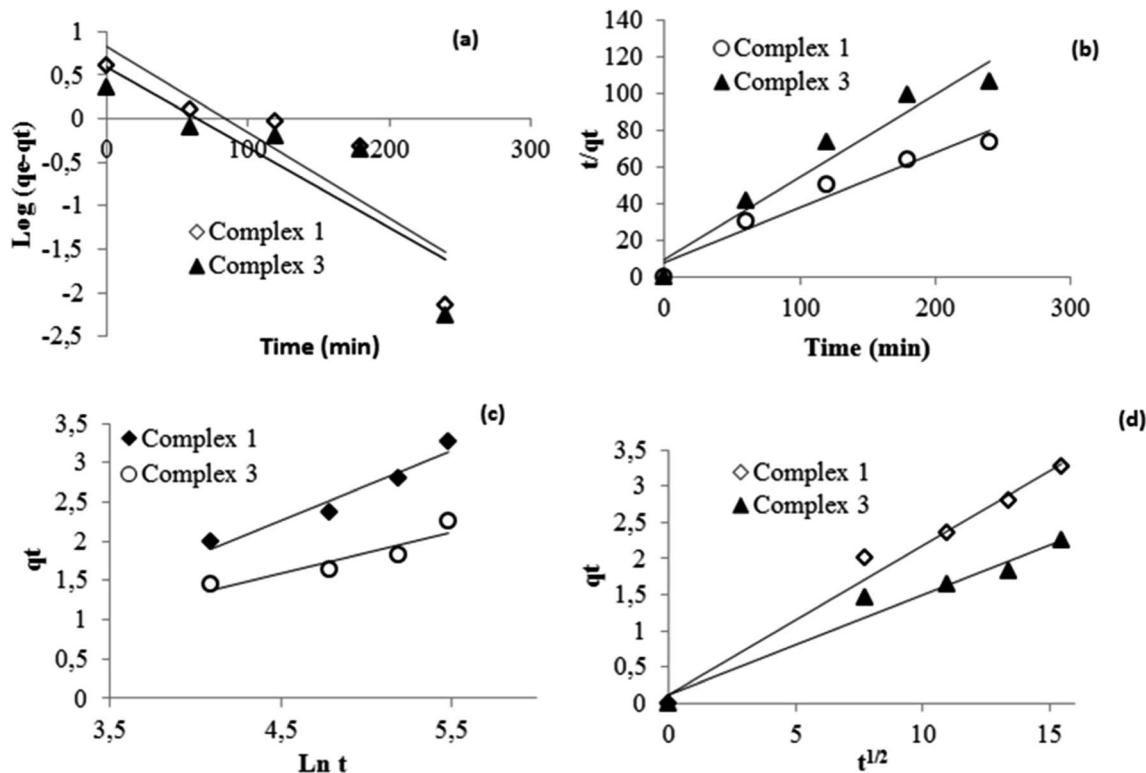 (a)
1
0,5
0
-0,5
-1
-1,5
-2
-2,5
0 100 200 300
Log (qe-qt)
Complex 1
Complex 3
Time (min)
(b)
140
120
100
80
60
40
20
0
t/qt
Complex 1
Complex 3
0 100 200 300
Time (min)
(c)
3,5
3
2,5
2
1,5
1
0,5
0
qt
Complex 1
Complex 3
3,5 4,5 5,5
Ln t
(d)
3,5
3
2,5
2
1,5
1
0,5
0
qt
Complex 1
Complex 3
0 5 10 15
t1/2